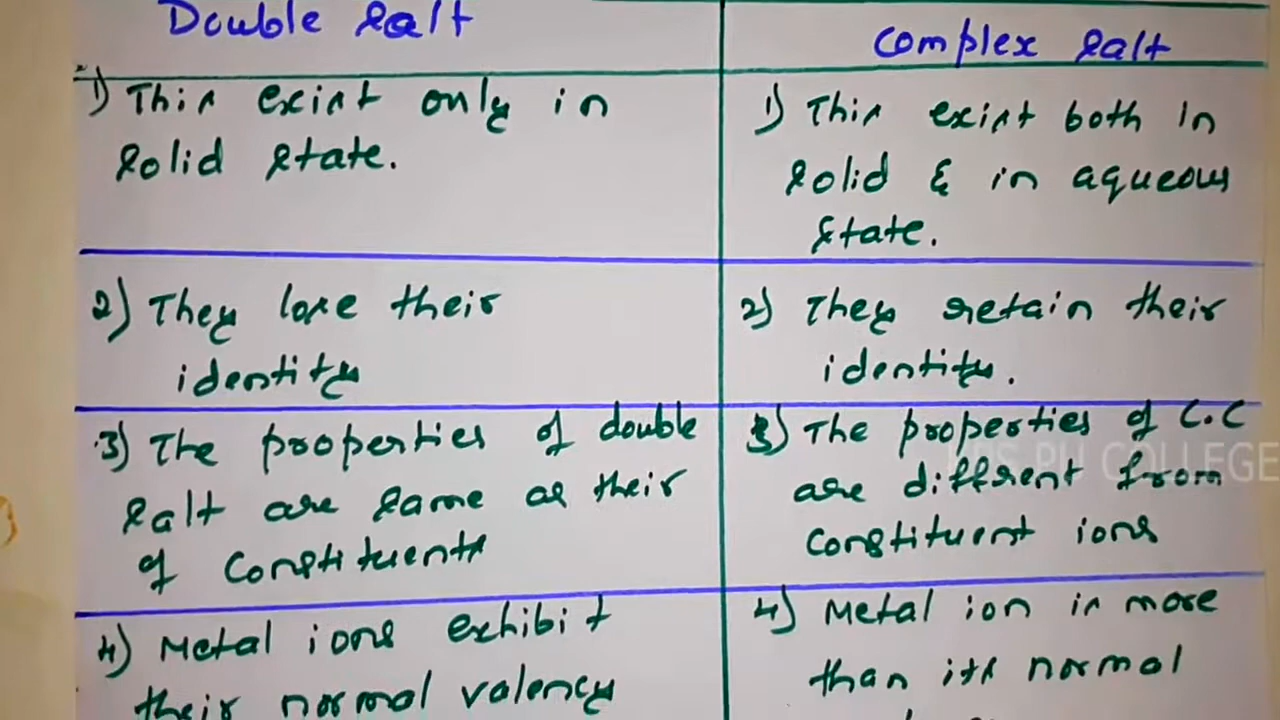 Double salt
1) This exist only in
solid state.
2) They lose their
identity
3) The properties of double
salt are same as their
of constituents
4) Metal ions exhibit
their normal valency
Complex salt
1) This exist both in
solid & in aqueous
state.
2) They retain their
identity.
3) The properties of C.C
are different from
constituent ions
4) Metal ion is more
than its normal
PU COLLEGE